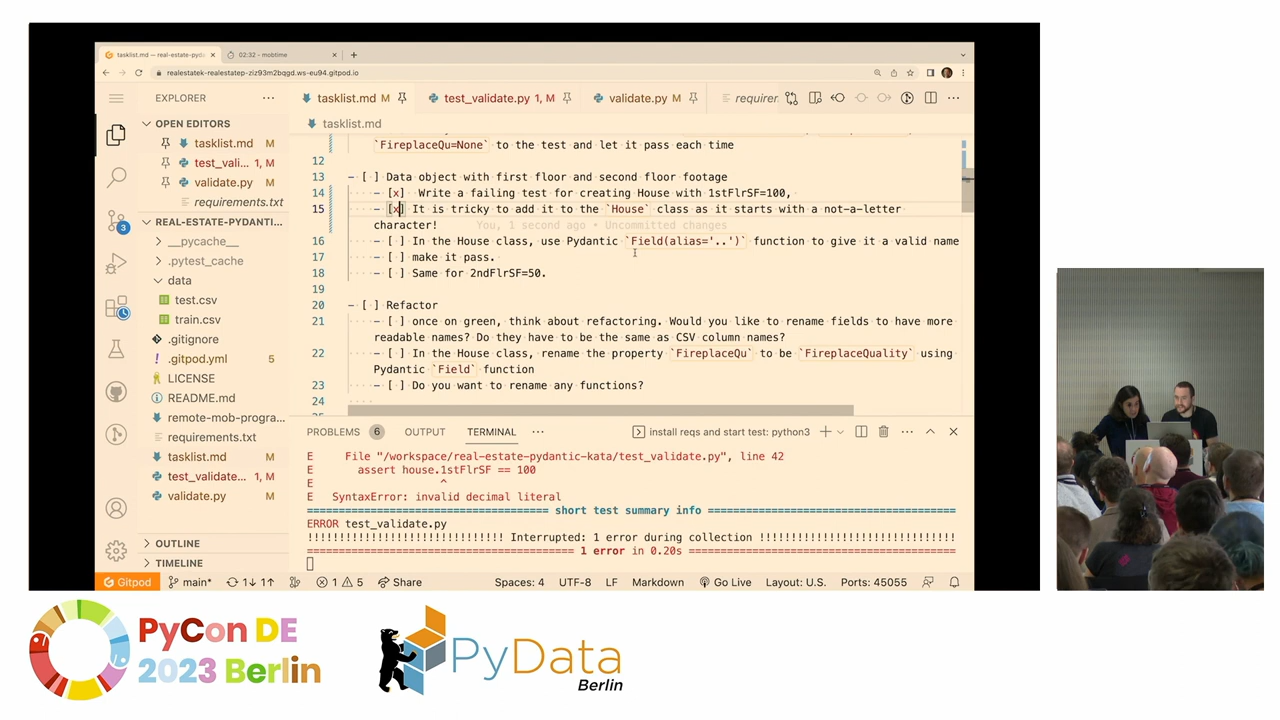 tasklist.md — real-estate-pyda
02:32 - mobtime
realestatek-realestatep-ziz93m2bqgd.ws-eu94.gitpod.io
EXPLORER
tasklist.md M
test_validate.py 1, M
validate.py M
requirer
OPEN EDITORS
tasklist.md M
test_vali... 1, M
validate.py M
requirements.txt
REAL-ESTATE-PYDANTI...
__pycache__
.pytest_cache
data
test.csv
train.csv
.gitignore
.gitpod.yml 5
LICENSE
README.md
remote-mob-progra...
requirements.txt
tasklist.md M
test_validate... 1, M
validate.py M
OUTLINE
TIMELINE
3
tasklist.md
`FireplaceQu=None` to the test and let it pass each time
12
13 - [ ] Data object with first floor and second floor footage
14 - [x] Write a failing test for creating House with 1stFlrSF=100,
15 - [x] It is tricky to add it to the `House` class as it starts with a not-a-letter
character! You, 1 second ago • Uncommitted changes
16 - [ ] In the House class, use Pydantic `Field(alias='..')` function to give it a valid name
17 - [ ] make it pass.
18 - [ ] Same for 2ndFlrSF=50.
19
20 - [ ] Refactor
21 - [ ] once on green, think about refactoring. Would you like to rename fields to have more
readable names? Do they have to be the same as CSV column names?
22 - [ ] In the House class, rename the property `FireplaceQu` to be `FireplaceQuality` using
Pydantic `Field` function
23 - [ ] Do you want to rename any functions?
24
PROBLEMS 6 OUTPUT TERMINAL ··· install reqs and start test: python3
E File "/workspace/real-estate-pydantic-kata/test_validate.py", line 42
E assert house.1stFlrSF == 100
E ^
E SyntaxError: invalid decimal literal
=================================== short test summary info ===================================
ERROR test_validate.py
!!!!!!!!!!!!!!!!!!!!!!!!!!!!!! Interrupted: 1 error during collection !!!!!!!!!!!!!!!!!!!!!!!!!!!!!!
======================================= 1 error in 0.20s =======================================
Gitpod main* 1↓ 1↑ 1 5 Share Spaces: 4 UTF-8 LF Markdown Go Live Layout: U.S. Ports: 45055
PyCon DE
2023 Berlin
PyData
Berlin